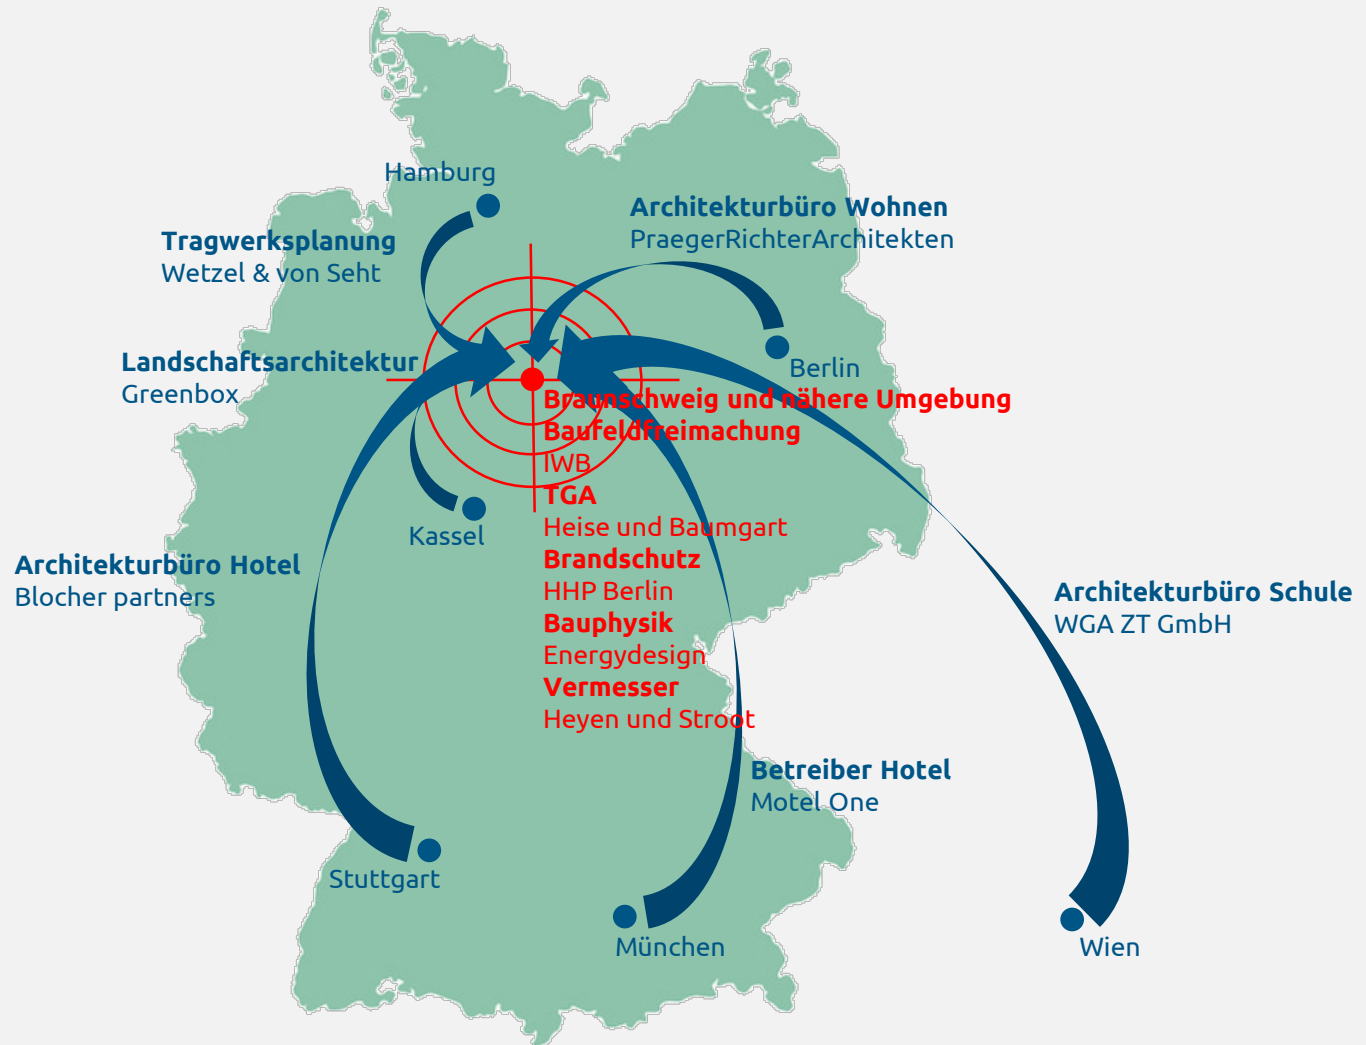 Hamburg
Tragwerksplanung
Wetzel & von Seht
Architekturbüro Wohnen
PraegerRichterArchitekten
Landschaftsarchitektur
Greenbox
Berlin
Braunschweig und nähere Umgebung
Baufeldfreimachung
IWB
TGA
Heise und Baumgart
Brandschutz
HHP Berlin
Bauphysik
Energydesign
Vermesser
Heyen und Stroot
Kassel
Architekturbüro Hotel
Blocher partners
Architekturbüro Schule
WGA ZT GmbH
Betreiber Hotel
Motel One
Stuttgart
München
Wien